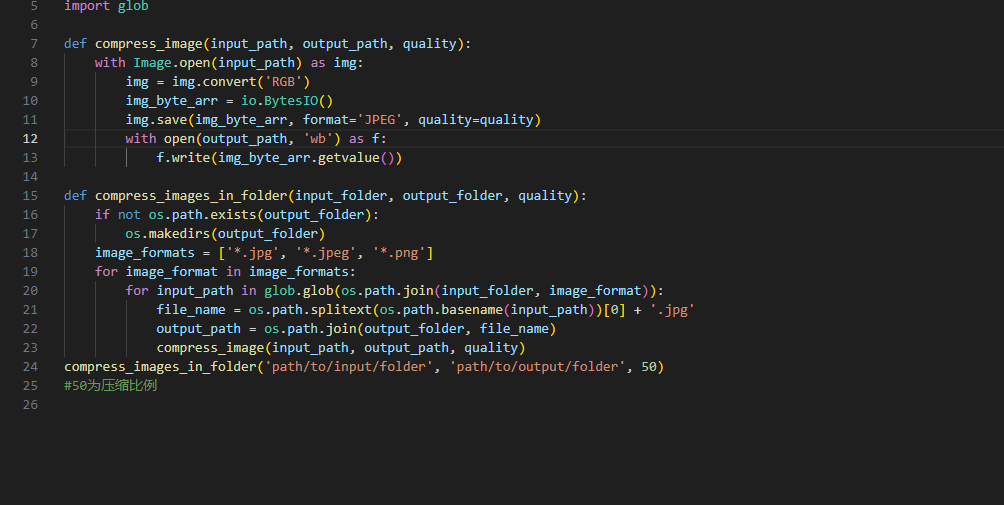 5 import glob
6
7 def compress_image(input_path, output_path, quality):
8     with Image.open(input_path) as img:
9         img = img.convert('RGB')
10         img_byte_arr = io.BytesIO()
11         img.save(img_byte_arr, format='JPEG', quality=quality)
12         with open(output_path, 'wb') as f:
13             f.write(img_byte_arr.getvalue())
14
15 def compress_images_in_folder(input_folder, output_folder, quality):
16     if not os.path.exists(output_folder):
17         os.makedirs(output_folder)
18     image_formats = ['*.jpg', '*.jpeg', '*.png']
19     for image_format in image_formats:
20         for input_path in glob.glob(os.path.join(input_folder, image_format)):
21             file_name = os.path.splitext(os.path.basename(input_path))[0] + '.jpg'
22             output_path = os.path.join(output_folder, file_name)
23             compress_image(input_path, output_path, quality)
24 compress_images_in_folder('path/to/input/folder', 'path/to/output/folder', 50)
25 #50为压缩比例
26